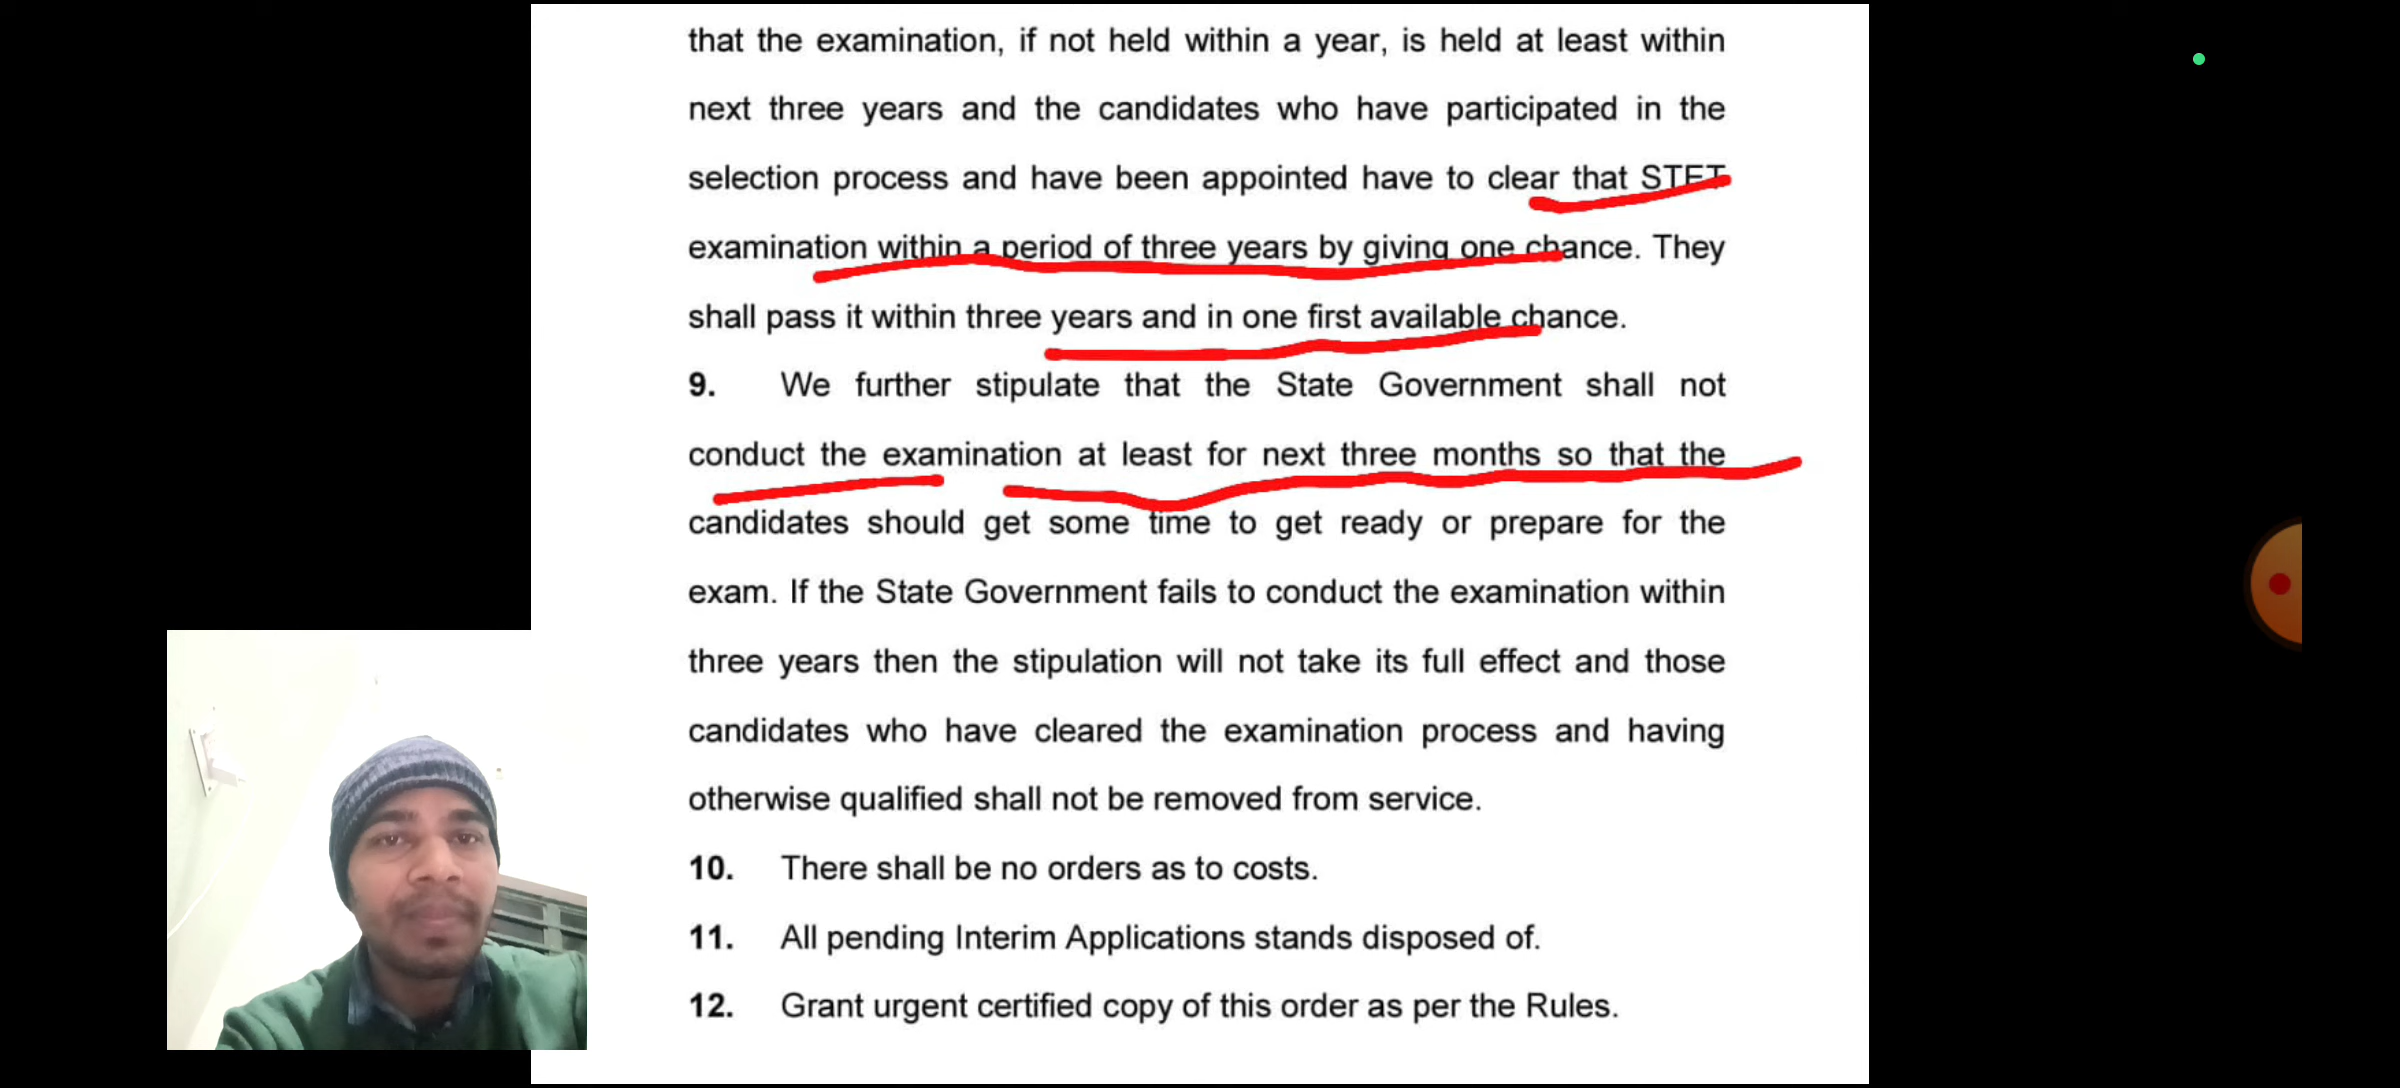 that the examination, if not held within a year, is held at least within
next three years and the candidates who have participated in the
selection process and have been appointed have to clear that STET
examination within a period of three years by giving one chance. They
shall pass it within three years and in one first available chance.
9. We further stipulate that the State Government shall not
conduct the examination at least for next three months so that the
candidates should get some time to get ready or prepare for the
exam. If the State Government fails to conduct the examination within
three years then the stipulation will not take its full effect and those
candidates who have cleared the examination process and having
otherwise qualified shall not be removed from service.
10. There shall be no orders as to costs.
11. All pending Interim Applications stands disposed of.
12. Grant urgent certified copy of this order as per the Rules.